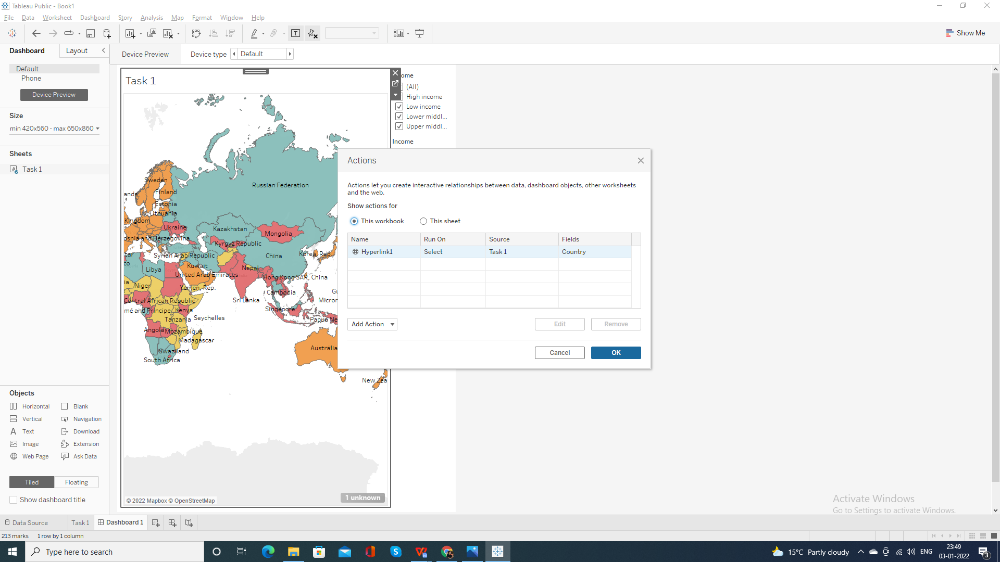 Tableau Public - Book1
File Data Worksheet Dashboard Story Analysis Map Format Window Help
Show Me
Dashboard Layout
Device Preview Device type Default
Default
Phone
Device Preview
Size
min 420x560 - max 650x860
Sheets
Task 1
Objects
Horizontal Blank
Vertical Navigation
Text Download
Image Extension
Web Page Ask Data
Tiled Floating
Show dashboard title
Task 1
Russian Federation
Sweden
Finland
ands
Estonia
Lithuania
Kingdom
Ukraine
Kazakhstan
Mongolia
osnia and Herzegovina
Kyrgyz Republic
Syrian Arab Republic
China
Korea, Rep.
tar
co
Kuwait
Nepal
Libya
United Arab Emirates
Hong Kong SAR, China
ia
Niger
Yemen, Rep.
Cambodia
Gu
Central African Republic
Sri Lanka
Micron
mé and Principe
Kenya
Singapore
Tanzania
Seychelles
Papua Ne
Angola
Mozambique
Madagascar
Australia
Swaziland
South Africa
New Zea
© 2022 Mapbox © OpenStreetMap
1 unknown
ome
(All)
High income
Low income
Lower middl...
Upper middl...
Income
Actions
Actions let you create interactive relationships between data, dashboard objects, other worksheets
and the web.
Show actions for
This workbook This sheet
Name Run On Source Fields
Hyperlink1 Select Task 1 Country
Add Action Edit Remove
Cancel OK
Activate Windows
Go to Settings to activate Windows.
Data Source Task 1 Dashboard 1
213 marks 1 row by 1 column
Type here to search
15°C Partly cloudy ENG 23:49
03-01-2022
3